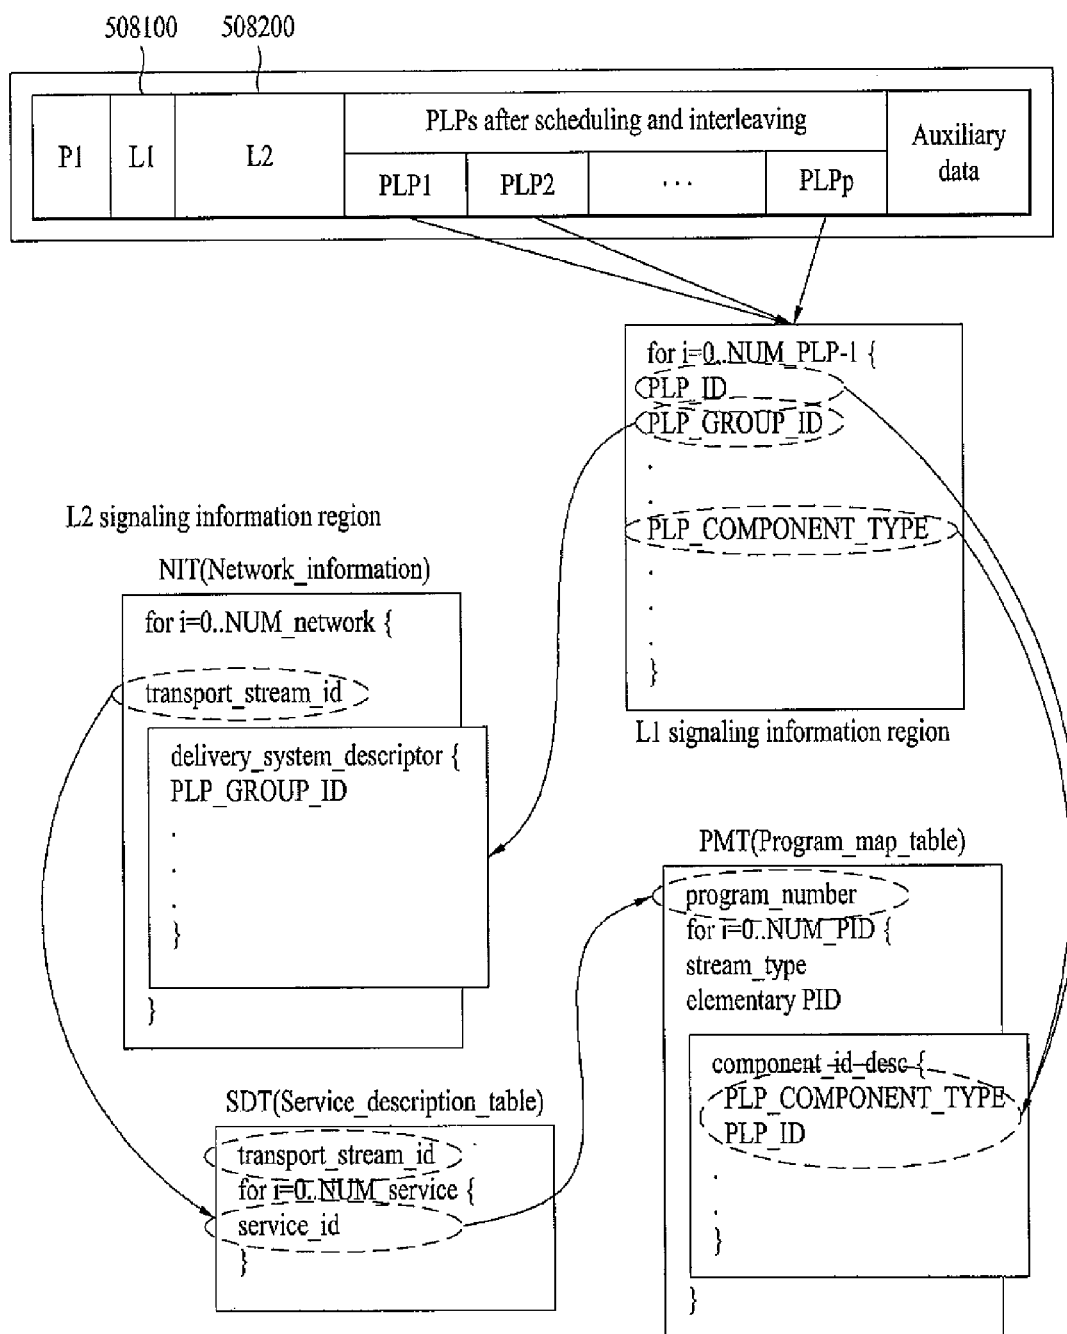 508100
508200
P1
L1
L2
PLPs after scheduling and interleaving
PLP1
PLP2
...
PLPp
Auxiliary
data
for i=0..NUM_PLP-1 {
PLP_ID
PLP_GROUP_ID
.
.
PLP_COMPONENT_TYPE
.
.
.
}
L1 signaling information region
L2 signaling information region
NIT(Network_information)
for i=0..NUM_network {
transport_stream_id
delivery_system_descriptor {
PLP_GROUP_ID
.
.
.
}
}
SDT(Service_description_table)
transport_stream_id
for i=0..NUM_service {
service_id
}
PMT(Program_map_table)
program_number
for i=0..NUM_PID {
stream_type
elementary PID
component_id_desc {
PLP_COMPONENT_TYPE
PLP_ID
.
.
}
}